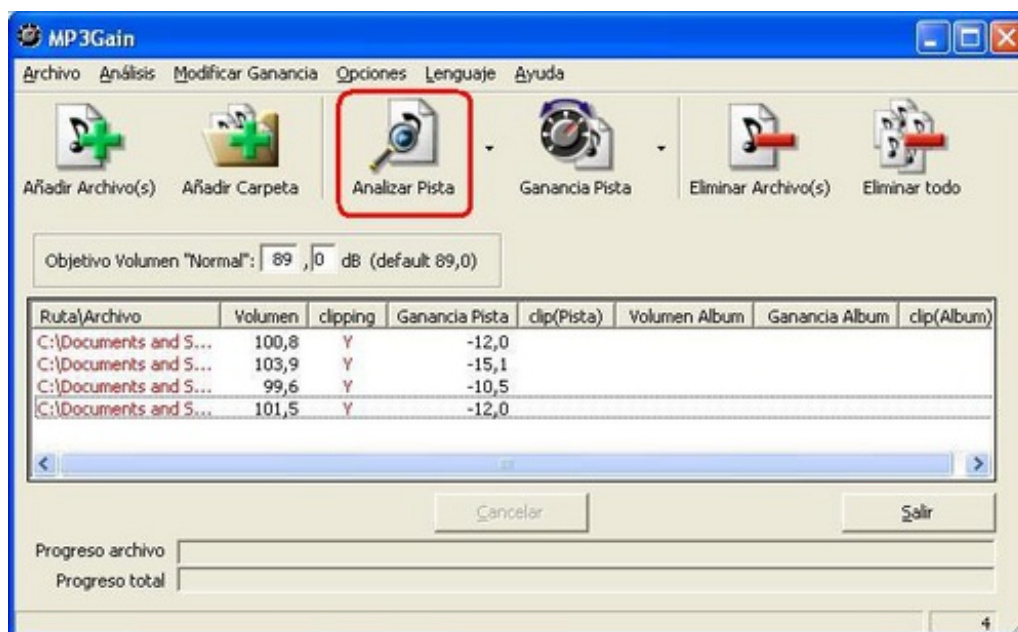 MP3Gain
Archivo Análisis Modificar Ganancia Opciones Lenguaje Ayuda
Añadir Archivo(s) Añadir Carpeta Analizar Pista Ganancia Pista Eliminar Archivo(s) Eliminar todo
Objetivo Volumen "Normal": 89 ,0 dB (default 89,0)
Ruta\Archivo Volumen clipping Ganancia Pista clip(Pista) Volumen Album Ganancia Album clip(Album)
C:\Documents and S... 100,8 Y -12,0
C:\Documents and S... 103,9 Y -15,1
C:\Documents and S... 99,6 Y -10,5
C:\Documents and S... 101,5 Y -12,0
Cancelar Salir
Progreso archivo
Progreso total
4